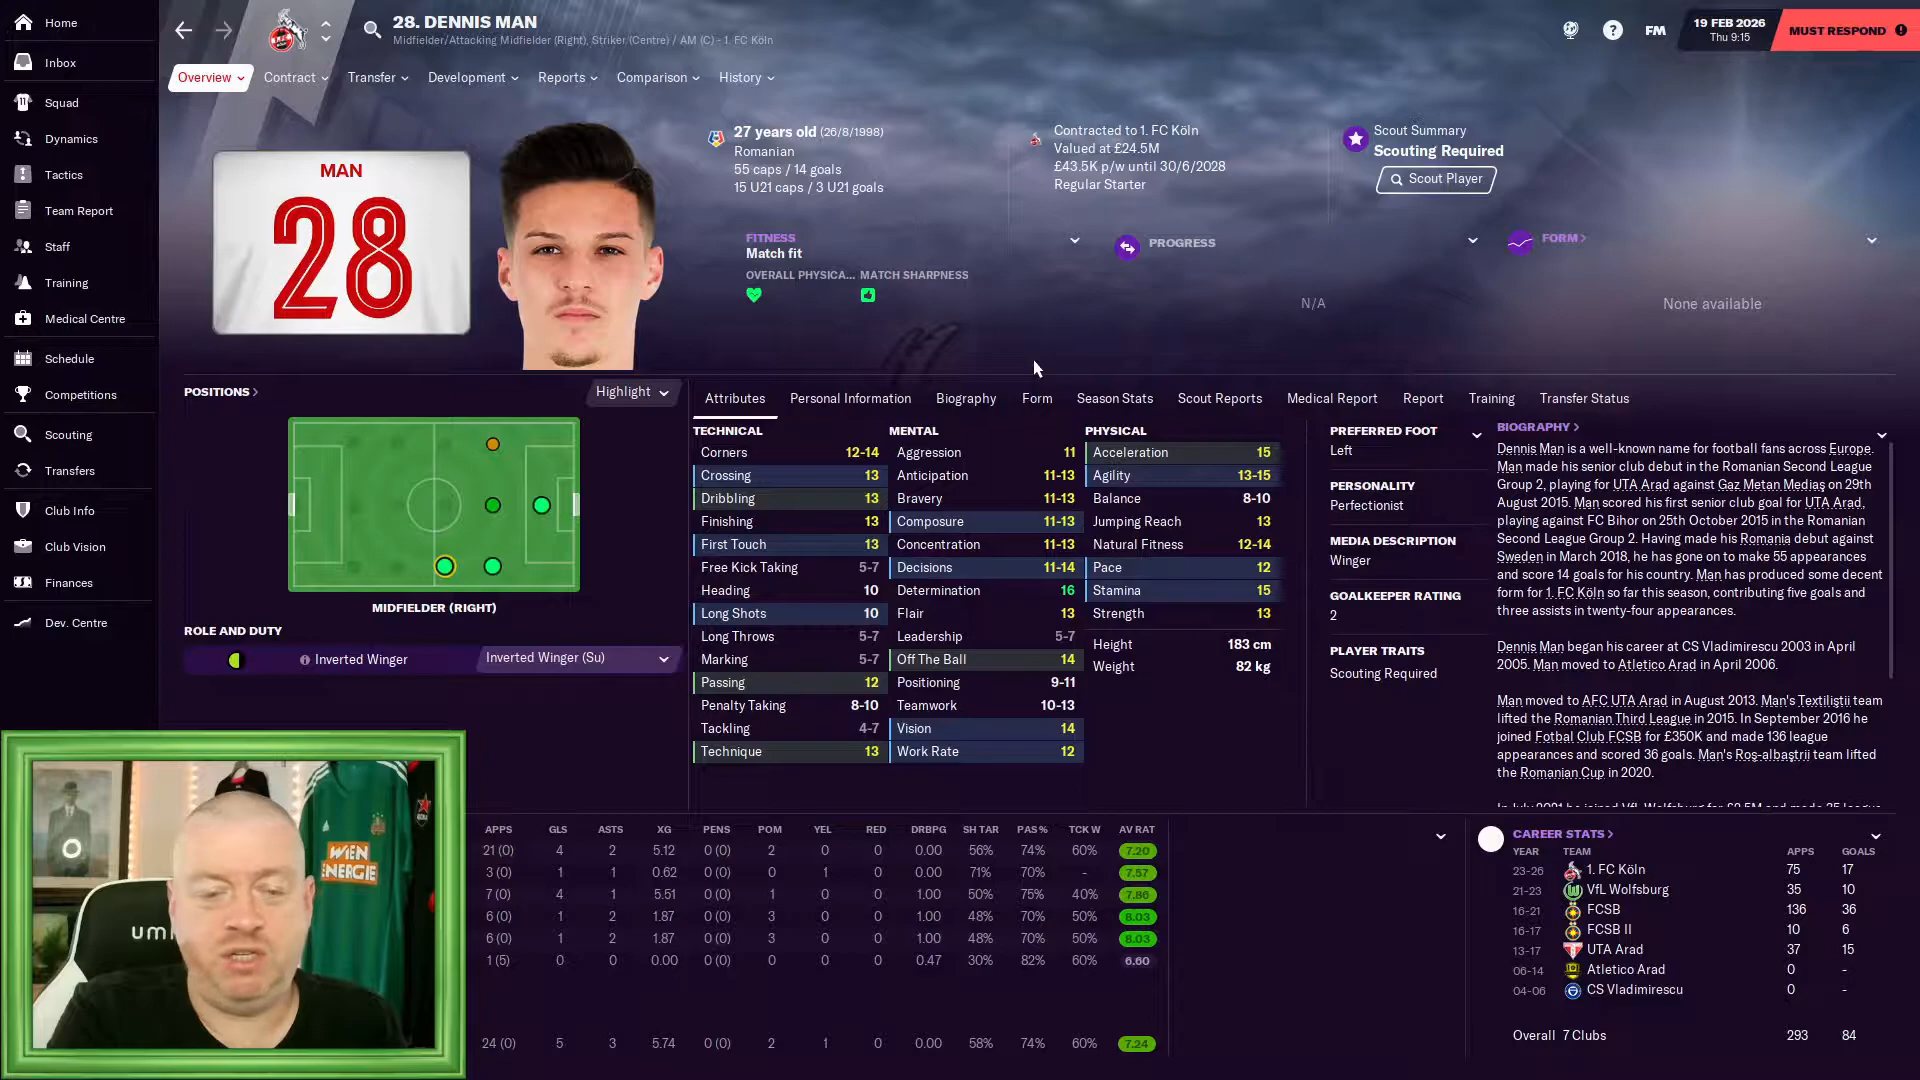 Home
Inbox
Squad
Dynamics
Tactics
Team Report
Staff
Training
Medical Centre
Schedule
Competitions
Scouting
Transfers
Club Info
Club Vision
Finances
Dev. Centre
28. DENNIS MAN
Midfielder/Attacking Midfielder (Right), Striker (Centre) / AM (C) - 1. FC Köln
FM
19 FEB 2026
Thu 9:15
MUST RESPOND
Overview
Contract
Transfer
Development
Reports
Comparison
History
MAN
28
27 years old (26/8/1998)
Romanian
55 caps / 14 goals
15 U21 caps / 3 U21 goals
Contracted to 1. FC Köln
Valued at £24.5M
£43.5K p/w until 30/6/2028
Regular Starter
Scout Summary
Scouting Required
Scout Player
FITNESS
Match fit
OVERALL PHYSICA... MATCH SHARPNESS
PROGRESS
N/A
FORM >
None available
POSITIONS >
Highlight
MIDFIELDER (RIGHT)
ROLE AND DUTY
Inverted Winger
Inverted Winger (Su)
Attributes
Personal Information
Biography
Form
Season Stats
Scout Reports
Medical Report
Report
Training
Transfer Status
TECHNICAL
Corners 12-14
Crossing 13
Dribbling 13
Finishing 13
First Touch 13
Free Kick Taking 5-7
Heading 10
Long Shots 10
Long Throws 5-7
Marking 5-7
Passing 12
Penalty Taking 8-10
Tackling 4-7
Technique 13
MENTAL
Aggression 11
Anticipation 11-13
Bravery 11-13
Composure 11-13
Concentration 11-13
Decisions 11-14
Determination 16
Flair 13
Leadership 5-7
Off The Ball 14
Positioning 9-11
Teamwork 10-13
Vision 14
Work Rate 12
PHYSICAL
Acceleration 15
Agility 13-15
Balance 8-10
Jumping Reach 13
Natural Fitness 12-14
Pace 12
Stamina 15
Strength 13
Height 183 cm
Weight 82 kg
PREFERRED FOOT
Left
PERSONALITY
Perfectionist
MEDIA DESCRIPTION
Winger
GOALKEEPER RATING
2
PLAYER TRAITS
Scouting Required
BIOGRAPHY >
Dennis Man is a well-known name for football fans across Europe.
Man made his senior club debut in the Romanian Second League
Group 2, playing for UTA Arad against Gaz Metan Mediaş on 29th
August 2015. Man scored his first senior club goal for UTA Arad,
playing against FC Bihor on 25th October 2015 in the Romanian
Second League Group 2. Having made his Romania debut against
Sweden in March 2018, he has gone on to make 55 appearances
and score 14 goals for his country. Man has produced some decent
form for 1. FC Köln so far this season, contributing five goals and
three assists in twenty-four appearances.
Dennis Man began his career at CS Vladimirescu 2003 in April
2005. Man moved to Atletico Arad in April 2006.
Man moved to AFC UTA Arad in August 2013. Man's Textiliştii team
lifted the Romanian Third League in 2015. In September 2016 he
joined Fotbal Club FCSB for £350K and made 136 league
appearances and scored 36 goals. Man's Roş-albaştrii team lifted
the Romanian Cup in 2020.
APPS GLS ASTS XG PENS POM YEL RED DRBPG SH TAR PAS % TCK W AV RAT
21 (0) 4 2 5.12 0 (0) 2 0 0 0.00 56% 74% 60% 7.20
3 (0) 1 1 0.62 0 (0) 0 1 0 0.00 71% 70% - 7.57
7 (0) 4 1 5.51 0 (0) 1 0 0 1.00 50% 75% 40% 7.86
6 (0) 1 2 1.87 0 (0) 3 0 0 1.00 48% 70% 50% 8.03
6 (0) 1 2 1.87 0 (0) 3 0 0 1.00 48% 70% 50% 8.03
1 (5) 0 0 0.00 0 (0) 0 0 0 0.47 30% 82% 60% 6.60
24 (0) 5 3 5.74 0 (0) 2 1 0 0.00 58% 74% 60% 7.24
CAREER STATS >
YEAR TEAM APPS GOALS
23-26 1. FC Köln 75 17
21-23 VfL Wolfsburg 35 10
16-21 FCSB 136 36
16-17 FCSB II 10 6
13-17 UTA Arad 37 15
06-14 Atletico Arad 0 -
04-06 CS Vladimirescu 0 -
Overall 7 Clubs 293 84
WIEN
ENERGIE